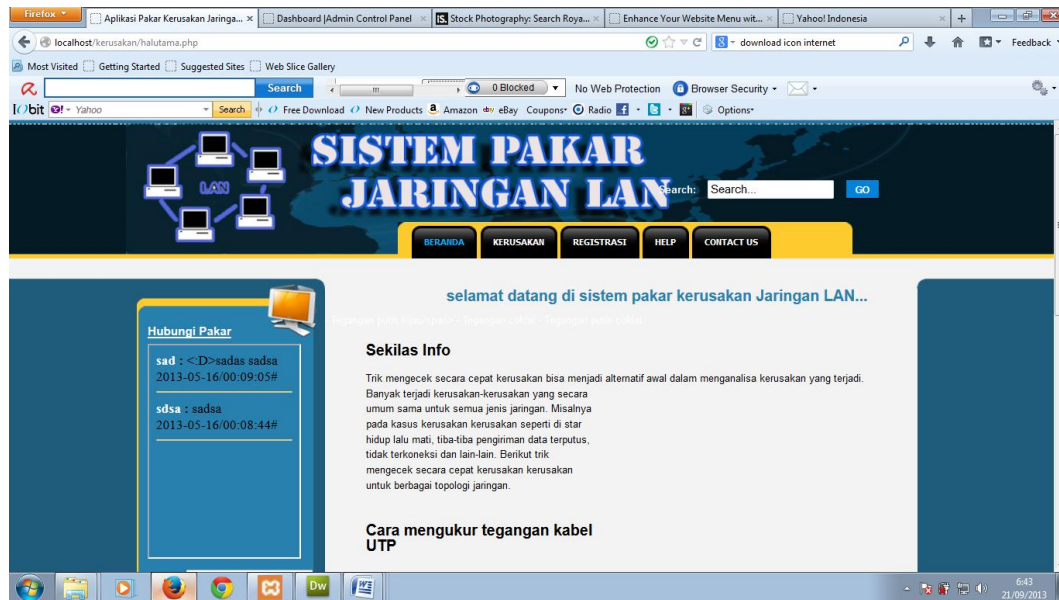 Firefox
Aplikasi Pakar Kerusakan Jaringa... ×
Dashboard |Admin Control Panel ×
IS. Stock Photography: Search Roya... ×
Enhance Your Website Menu wit... ×
Yahoo! Indonesia ×
localhost/kerusakan/halutama.php
download icon internet
Feedback
Most Visited Getting Started Suggested Sites Web Slice Gallery
Search 0 Blocked No Web Protection Browser Security
IObit Yahoo Search Free Download New Products Amazon eBay Coupons Radio Options
SISTEM PAKAR
JARINGAN LAN
LAN
Search: Search... GO
BERANDA KERUSAKAN REGISTRASI HELP CONTACT US
selamat datang di sistem pakar kerusakan Jaringan LAN...
Hubungi Pakar
sad : <:D>sadas sadsa
2013-05-16/00:09:05#
sdsa : sadsa
2013-05-16/00:08:44#
Sekilas Info
Trik mengecek secara cepat kerusakan bisa menjadi alternatif awal dalam menganalisa kerusakan yang terjadi.
Banyak terjadi kerusakan-kerusakan yang secara
umum sama untuk semua jenis jaringan. Misalnya
pada kasus kerusakan kerusakan seperti di star
hidup lalu mati, tiba-tiba pengiriman data terputus,
tidak terkoneksi dan lain-lain. Berikut trik
mengecek secara cepat kerusakan kerusakan
untuk berbagai topologi jaringan.
Cara mengukur tegangan kabel
UTP
Dw
6:43
21/09/2013